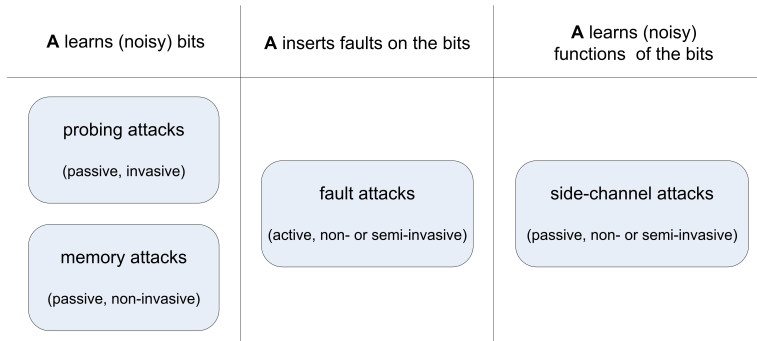 A learns (noisy) bits
probing attacks
(passive, invasive)
memory attacks
(passive, non-invasive)
A inserts faults on the bits
fault attacks
(active, non- or semi-invasive)
A learns (noisy)
functions of the bits
side-channel attacks
(passive, non- or semi-invasive)